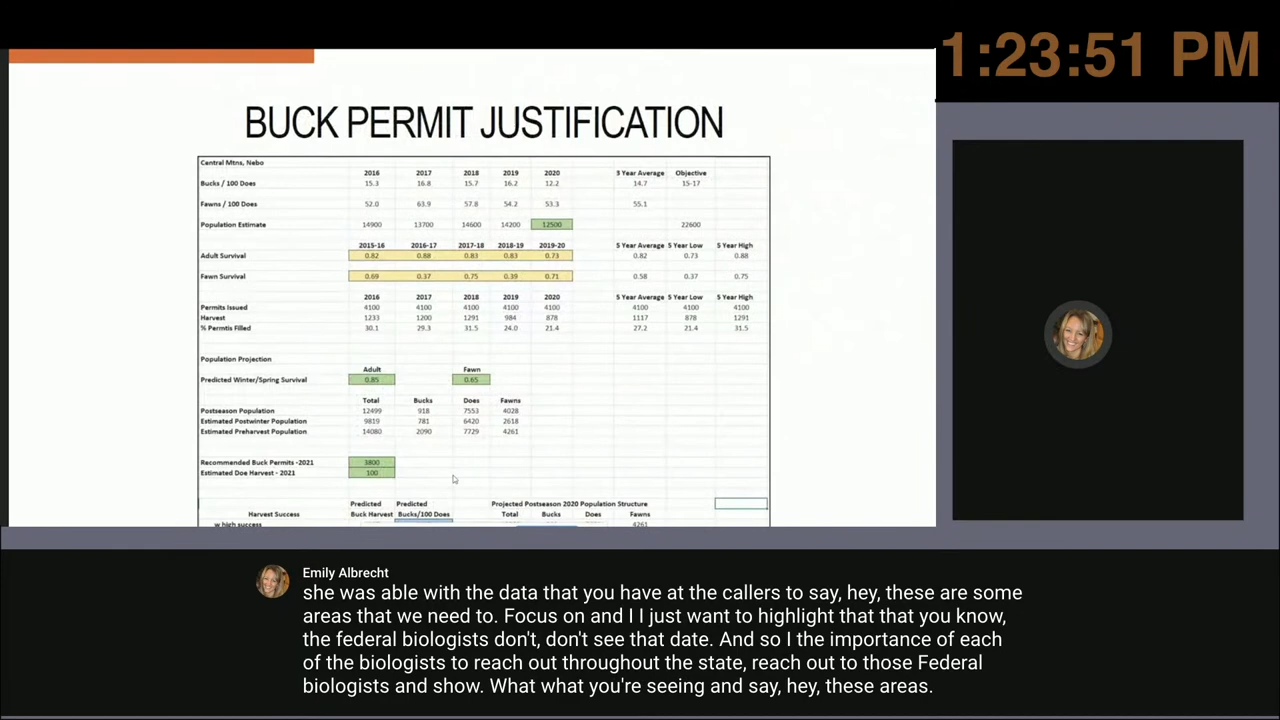 1:23:51 PM
BUCK PERMIT JUSTIFICATION
Central Mtns, Nebo
2016 2017 2018 2019 2020 3 Year Average Objective
Bucks / 100 Does 15.3 16.8 15.7 16.2 12.2 14.7 15-17
Fawns / 100 Does 52.0 63.9 57.8 54.2 53.3 55.1
Population Estimate 14900 13700 14600 14200 12500 22600
2015-16 2016-17 2017-18 2018-19 2019-20 5 Year Average 5 Year Low 5 Year High
Adult Survival 0.82 0.88 0.83 0.83 0.73 0.82 0.73 0.88
Fawn Survival 0.69 0.37 0.75 0.39 0.71 0.58 0.37 0.75
2016 2017 2018 2019 2020 5 Year Average 5 Year Low 5 Year High
Permits Issued 4100 4100 4100 4100 4100 4100 4100 4100
Harvest 1233 1200 1291 984 878 1117 878 1291
% Permtis Filled 30.1 29.3 31.5 24.0 21.4 27.2 21.4 31.5
Population Projection
Adult Fawn
Predicted Winter/Spring Survival 0.85 0.65
Total Bucks Does Fawns
Postseason Population 12499 918 7553 4028
Estimated Postwinter Population 9819 781 6420 2618
Estimated Preharvest Population 14080 2090 7729 4261
Recommended Buck Permits -2021 3800
Estimated Doe Harvest - 2021 100
Predicted Predicted Projected Postseason 2020 Population Structure
Harvest Success Buck Harvest Bucks/100 Does Total Bucks Does Fawns
w high success 4261
Emily Albrecht
she was able with the data that you have at the callers to say, hey, these are some
areas that we need to. Focus on and I I just want to highlight that that you know,
the federal biologists don't, don't see that date. And so I the importance of each
of the biologists to reach out throughout the state, reach out to those Federal
biologists and show. What what you're seeing and say, hey, these areas.